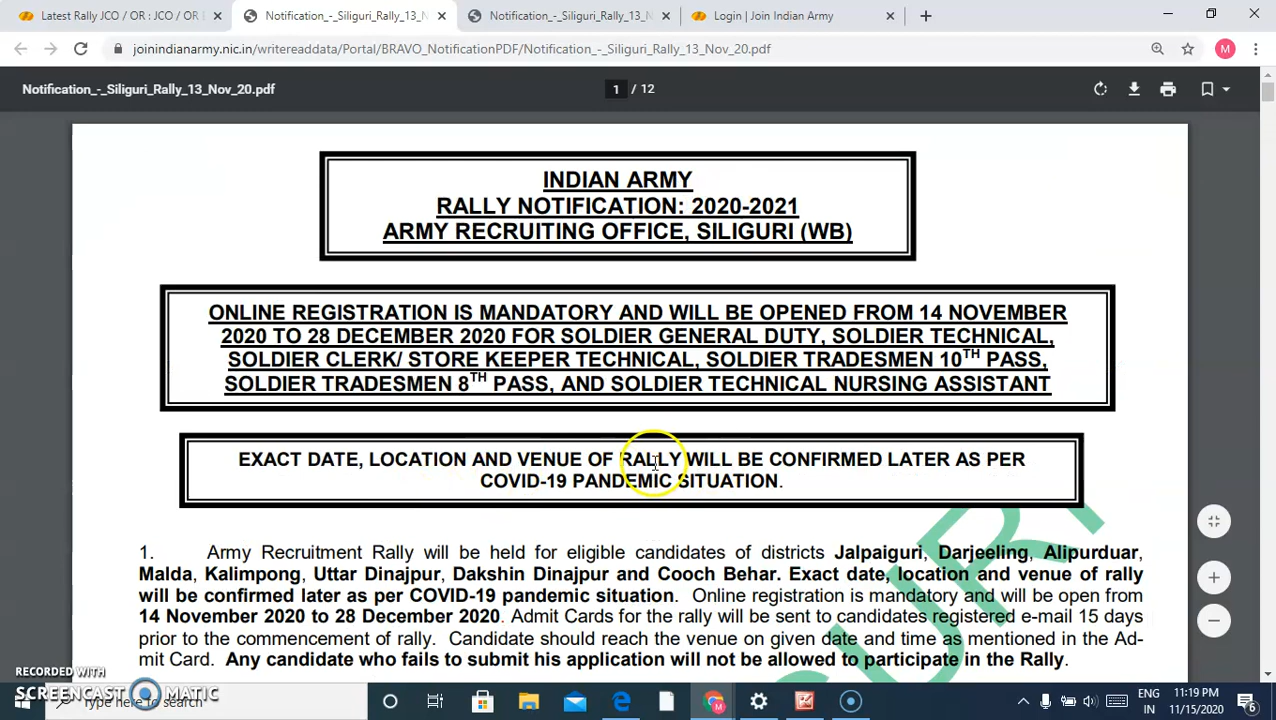 Latest Rally JCO / OR : JCO / OR E
Notification_-_Siliguri_Rally_13_N
Notification_-_Siliguri_Rally_13_N
Login | Join Indian Army
joinindianarmy.nic.in/writereaddata/Portal/BRAVO_NotificationPDF/Notification_-_Siliguri_Rally_13_Nov_20.pdf
M
Notification_-_Siliguri_Rally_13_Nov_20.pdf
1 / 12
INDIAN ARMY
RALLY NOTIFICATION: 2020-2021
ARMY RECRUITING OFFICE, SILIGURI (WB)
ONLINE REGISTRATION IS MANDATORY AND WILL BE OPENED FROM 14 NOVEMBER
2020 TO 28 DECEMBER 2020 FOR SOLDIER GENERAL DUTY, SOLDIER TECHNICAL,
SOLDIER CLERK/ STORE KEEPER TECHNICAL, SOLDIER TRADESMEN 10TH PASS,
SOLDIER TRADESMEN 8TH PASS, AND SOLDIER TECHNICAL NURSING ASSISTANT
EXACT DATE, LOCATION AND VENUE OF RALLY WILL BE CONFIRMED LATER AS PER
COVID-19 PANDEMIC SITUATION.
1. Army Recruitment Rally will be held for eligible candidates of districts Jalpaiguri, Darjeeling, Alipurduar,
Malda, Kalimpong, Uttar Dinajpur, Dakshin Dinajpur and Cooch Behar. Exact date, location and venue of rally
will be confirmed later as per COVID-19 pandemic situation. Online registration is mandatory and will be open from
14 November 2020 to 28 December 2020. Admit Cards for the rally will be sent to candidates registered e-mail 15 days
prior to the commencement of rally. Candidate should reach the venue on given date and time as mentioned in the Ad-
mit Card. Any candidate who fails to submit his application will not be allowed to participate in the Rally.
RECORDED WITH
SCREENCAST MATIC
Type here to search
ENG
IN
11:19 PM
11/15/2020
6